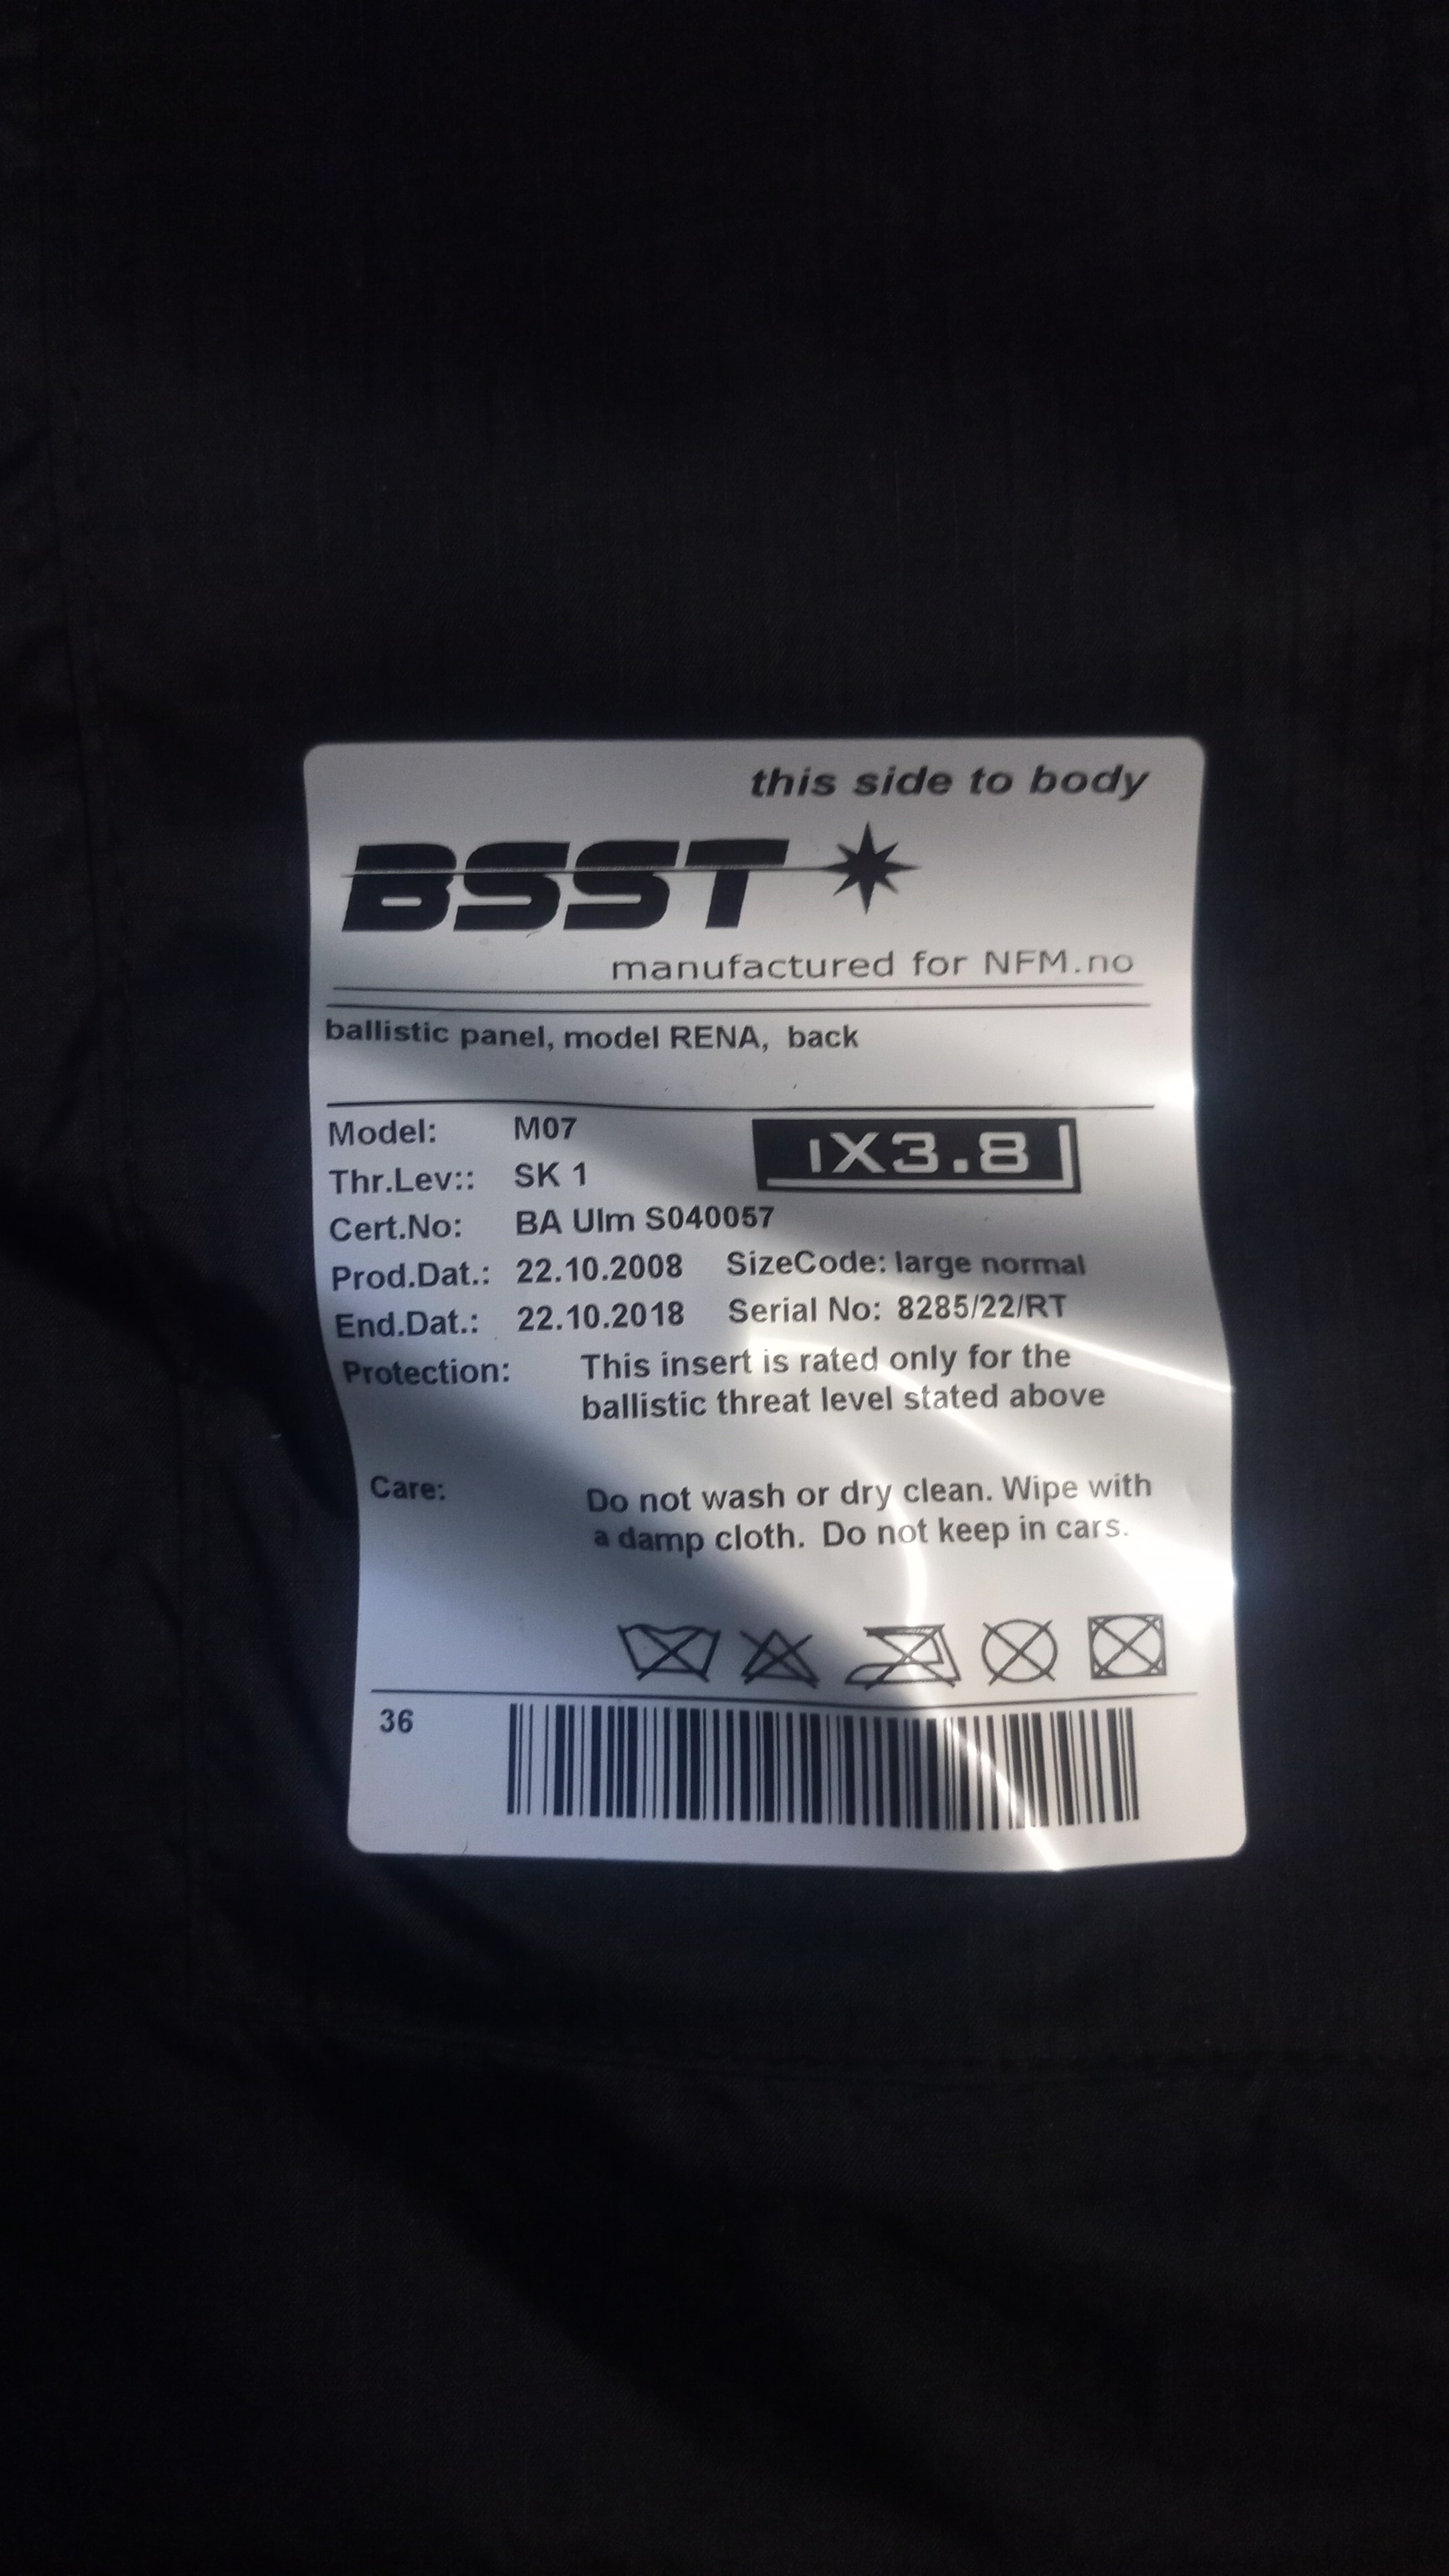 this side to body
BSST
manufactured for NFM.no
ballistic panel, model RENA, back
Model: M07
iX3.8
Thr.Lev:: SK 1
Cert.No: BA Ulm S040057
Prod.Dat.: 22.10.2008 SizeCode: large normal
End.Dat.: 22.10.2018 Serial No: 8285/22/RT
Protection: This insert is rated only for the
ballistic threat level stated above
Care: Do not wash or dry clean. Wipe with
a damp cloth. Do not keep in cars.
36